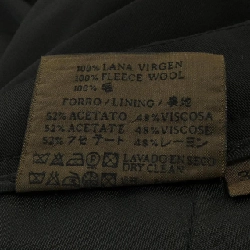 100% LANA VIRGEN
100% FLEECE WOOL
100% 毛
FORRO/LINING/裏地
52% ACETATO 48% VISCOSA
52% ACETATE 48% VISCOSE
52% アセテート 48% レーヨン
LAVADO EN SECO
DRY CLEAN